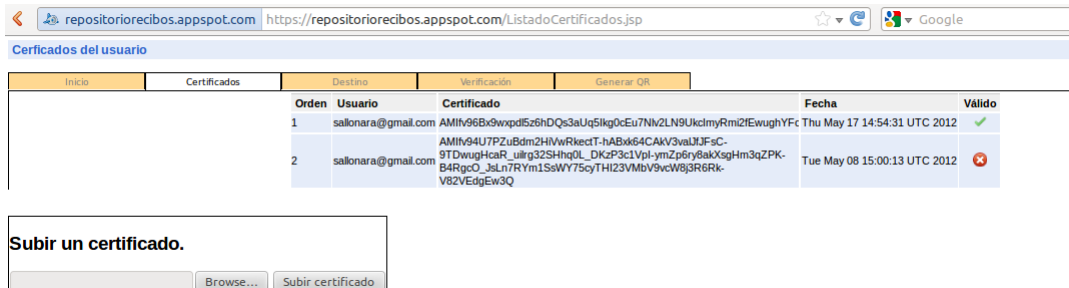 repositoriorecibos.appspot.com https://repositoriorecibos.appspot.com/ListadoCertificados.jsp Google
Cerficados del usuario
Inicio Certificados Destino Verificación Generar QR
Orden Usuario Certificado Fecha Válido
1 sallonara@gmail.com AMIfv96Bx9wxpdl5z6hDQs3aUq5Ikg0cEu7NIv2LN9UkcImyRmi2fEwughYFc Thu May 17 14:54:31 UTC 2012
AMIfv94U7PZuBdm2HiVwRkectT-hABxk64CAkV3valJfJFsC-
2 sallonara@gmail.com 9TDwugHcaR_uilrg32SHhq0L_DKzP3c1VpI-ymZp6ry8akXsgHm3qZPK- Tue May 08 15:00:13 UTC 2012
B4RgcO_JsLn7RYm1SsWY75cyTHI23VMbV9vcW8j3R6Rk-
V82VEdgEw3Q
Subir un certificado.
Browse... Subir certificado